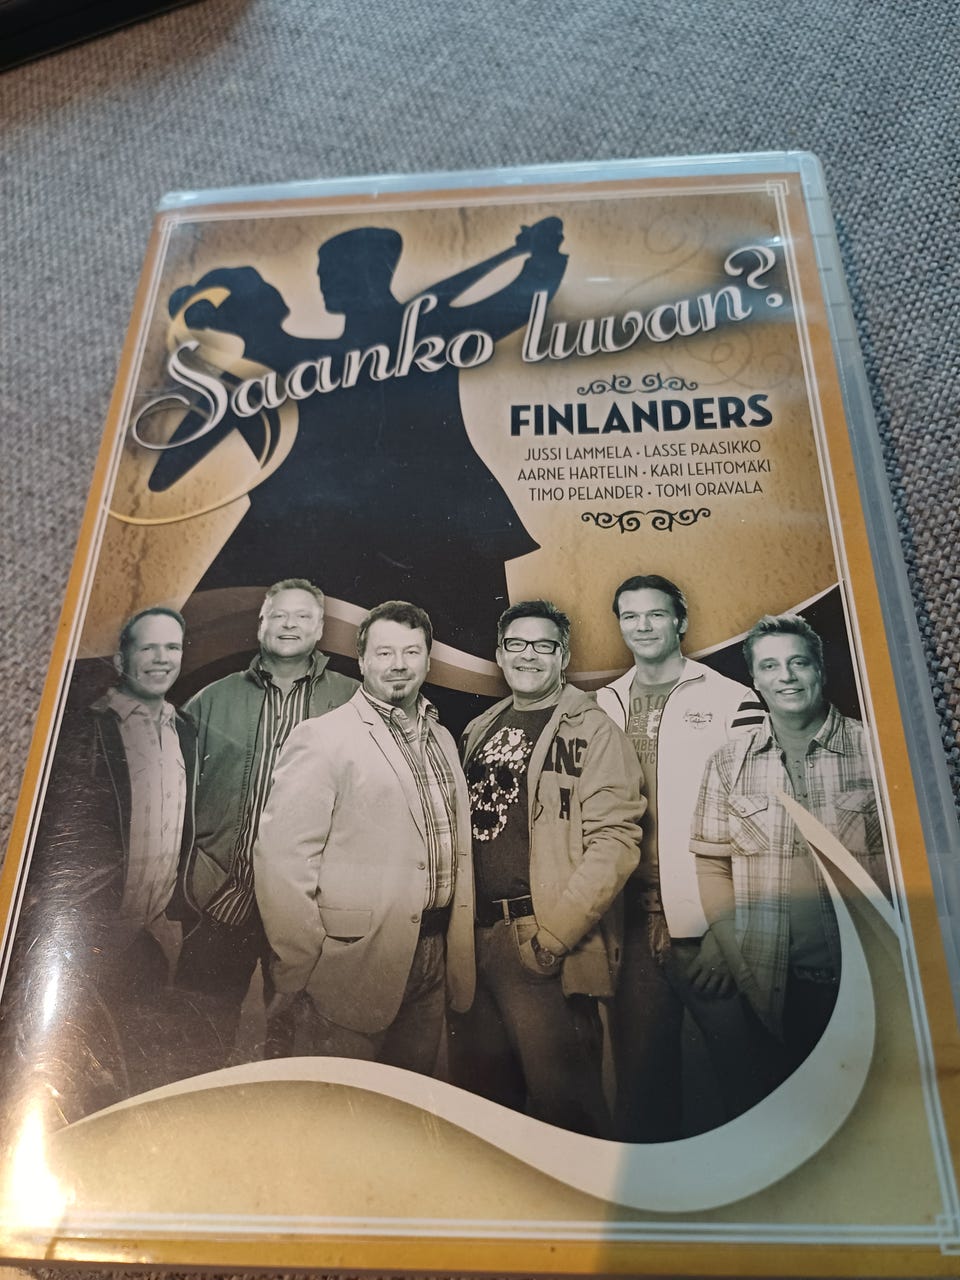 Saanko luvan?
FINLANDERS
JUSSI LAMMELA • LASSE PAASIKKO
AARNE HARTELIN • KARI LEHTOMÄKI
TIMO PELANDER • TOMI ORAVALA